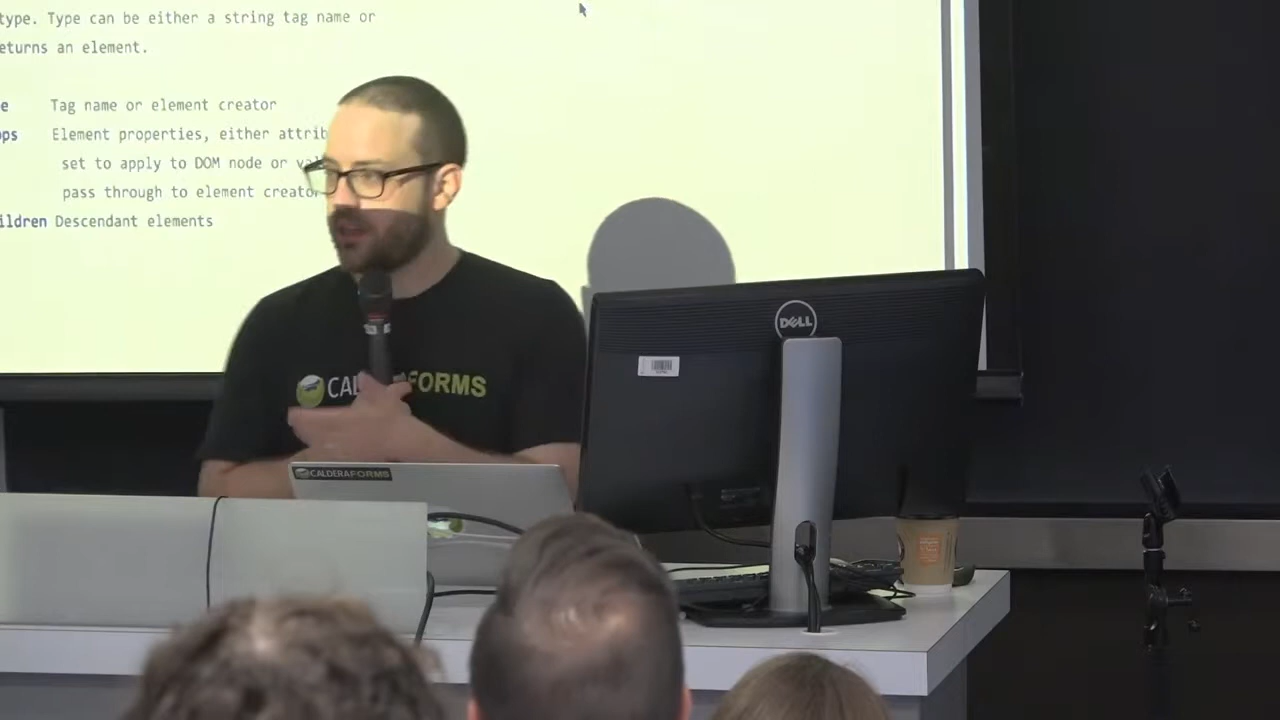 type. Type can be either a string tag name or
eturns an element.
e Tag name or element creator
ops Element properties, either attrib
set to apply to DOM node or val
pass through to element creator
ildren Descendant elements
DELL
CAL FORMS
CALDERAFORMS